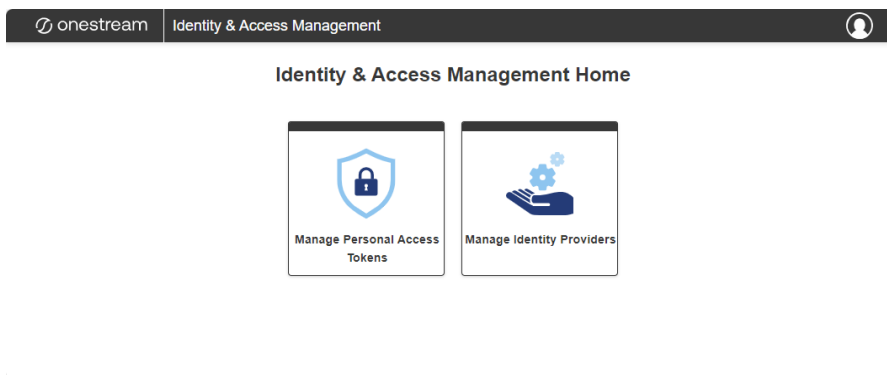 onestream
Identity & Access Management
Identity & Access Management Home
Manage Personal Access
Tokens
Manage Identity Providers